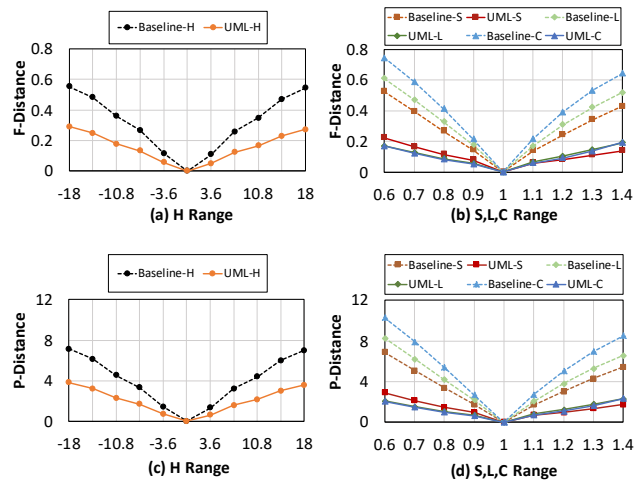 Baseline-H UML-H
0.8
0.6
0.4
0.2
0
F-Distance
-18 -10.8 -3.6 3.6 10.8 18
(a) H Range
Baseline-S UML-S Baseline-L
UML-L Baseline-C UML-C
0.8
0.6
0.4
0.2
0
F-Distance
0.6 0.7 0.8 0.9 1 1.1 1.2 1.3 1.4
(b) S,L,C Range
Baseline-H UML-H
12
8
4
0
P-Distance
-18 -10.8 -3.6 3.6 10.8 18
(c) H Range
Baseline-S UML-S Baseline-L
UML-L Baseline-C UML-C
12
8
4
0
P-Distance
0.6 0.7 0.8 0.9 1 1.1 1.2 1.3 1.4
(d) S,L,C Range